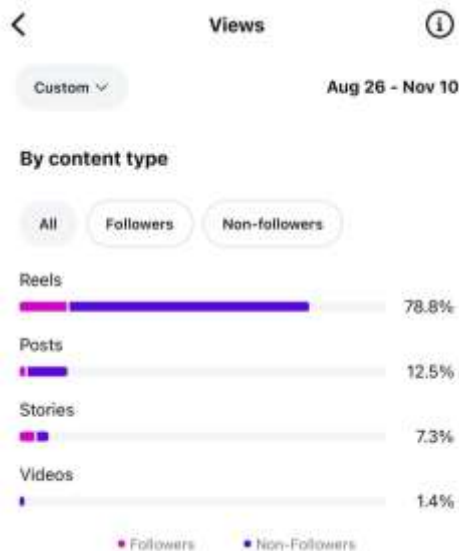 Views
Custom
Aug 26 - Nov 10
By content type
All Followers Non-followers
Reels
78.8%
Posts
12.5%
Stories
7.3%
Videos
1.4%
Followers Non-Followers